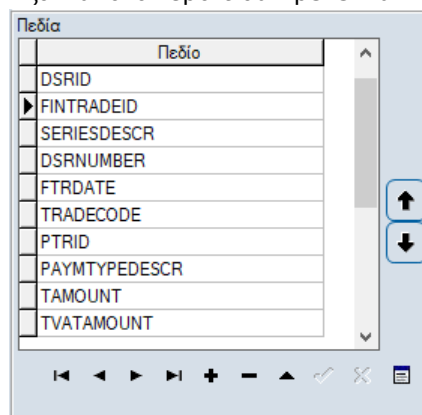 Πεδία
Πεδίο
DSRID
FINTRADEID
SERIESDESCR
DSRNUMBER
FTRDATE
TRADECODE
PTRID
PAYMTYPEDESCR
TAMOUNT
TVATAMOUNT